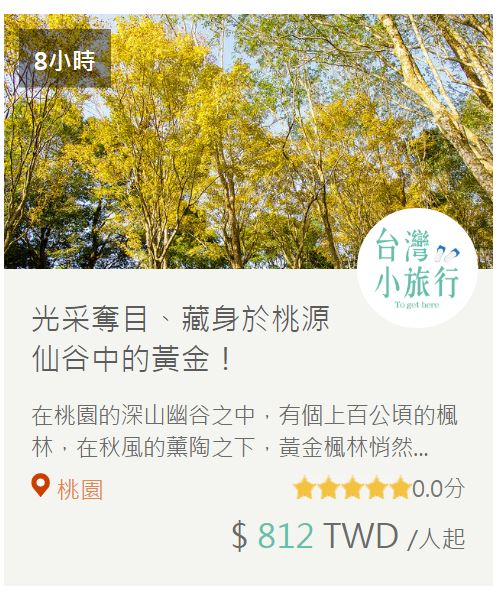 8小時
台灣
小旅行
To get here
光采奪目、藏身於桃源
仙谷中的黃金！
在桃園的深山幽谷之中，有個上百公頃的楓
林，在秋風的薰陶之下，黃金楓林悄然...
桃園
0.0分
$ 812 TWD /人起